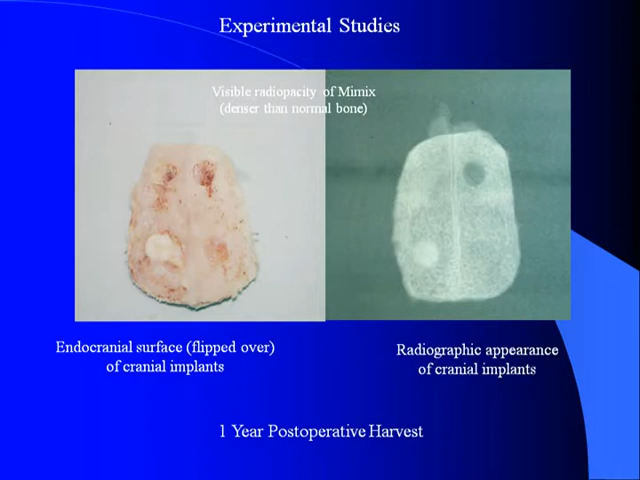 Experimental Studies
Visible radiopacity of Mimix
(denser than normal bone)
Endocranial surface (flipped over)
of cranial implants
Radiographic appearance
of cranial implants
1 Year Postoperative Harvest